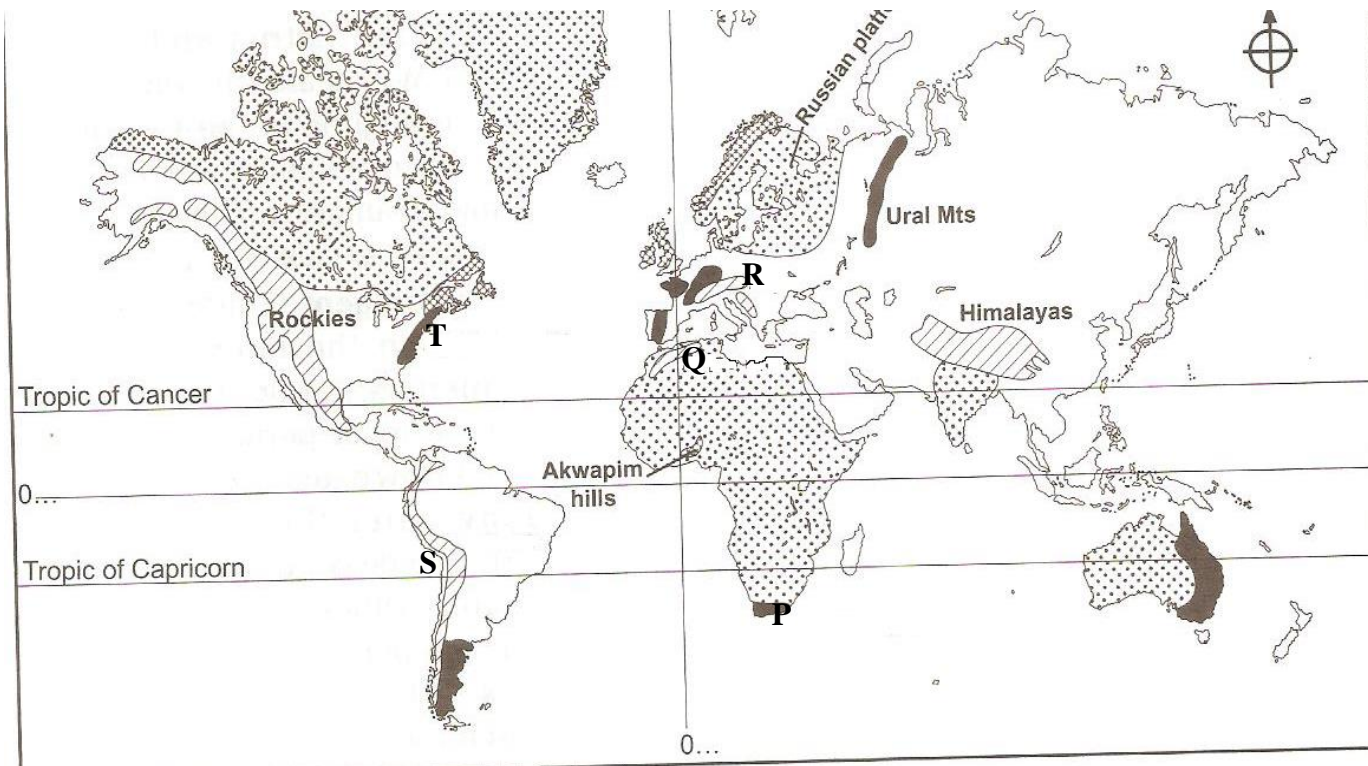 Russian platf
Ural Mts
R
Himalayas
Rockies
T
Q
Tropic of Cancer
Akwapim
hills
0...
S
Tropic of Capricorn
P
0...